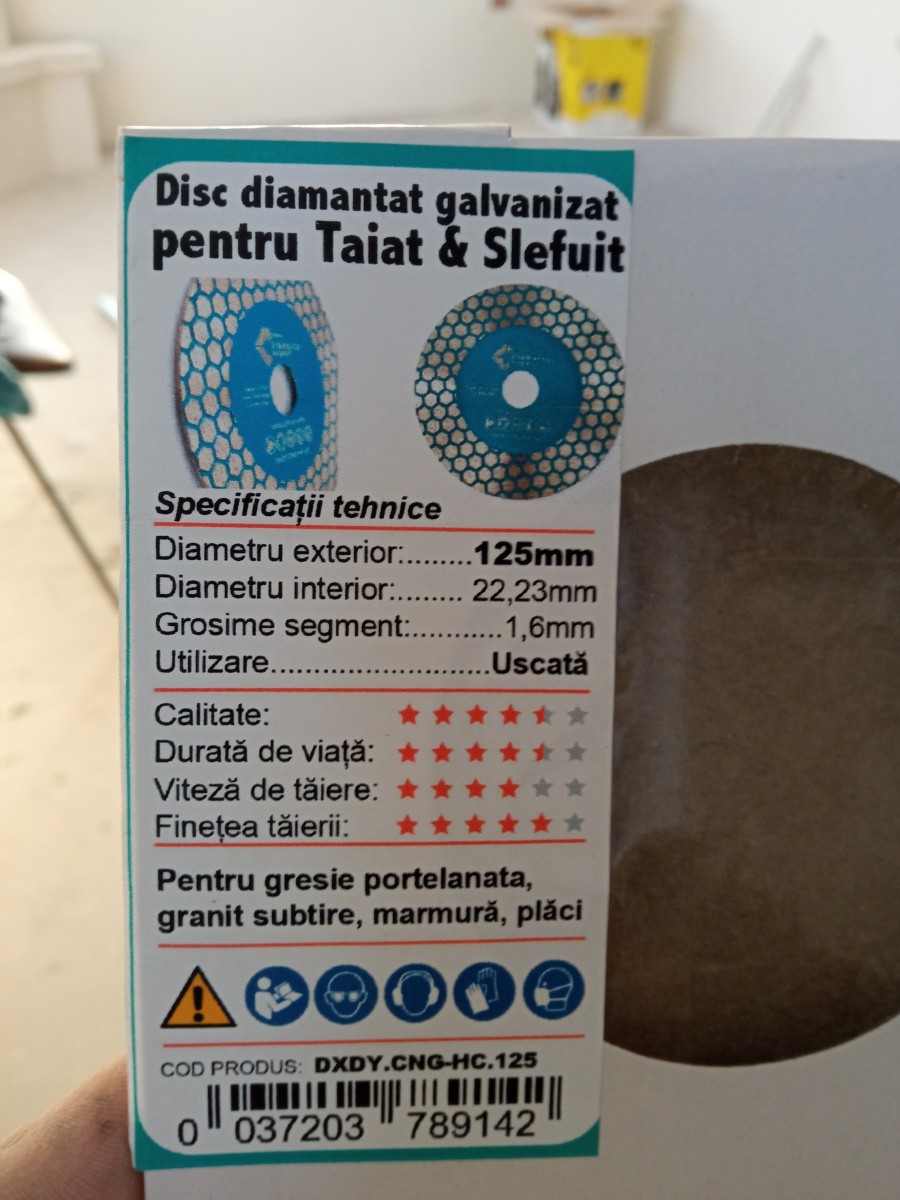 Disc diamantat galvanizat
pentru Taiat & Slefuit
Specificații tehnice
Diametru exterior:........125mm
Diametru interior:........ 22,23mm
Grosime segment:...........1,6mm
Utilizare..........................Uscată
Calitate:
Durată de viață:
Viteză de tăiere:
Finețea tăierii:
Pentru gresie portelanata,
granit subtire, marmură, plăci
COD PRODUS: DXDY.CNG-HC.125
0 037203 789142